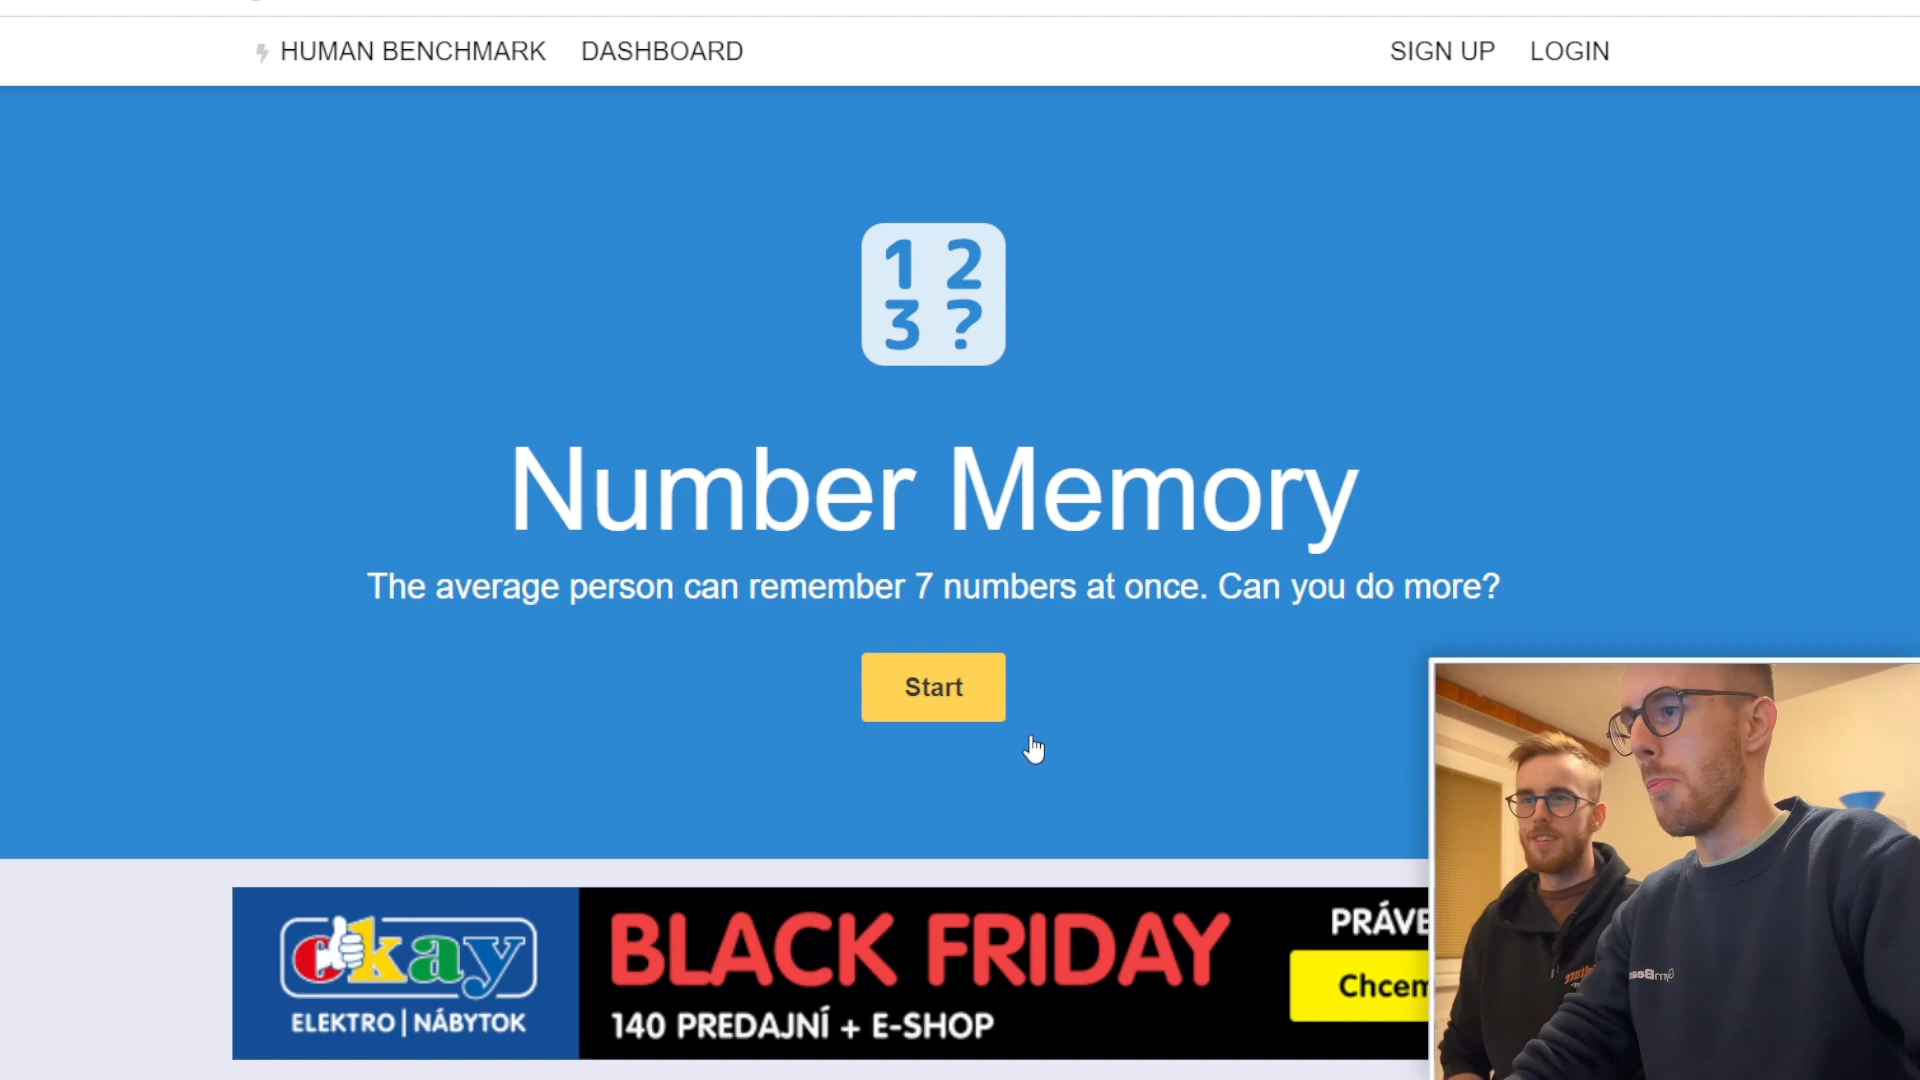 HUMAN BENCHMARK DASHBOARD SIGN UP LOGIN
1 2
3 ?
Number Memory
The average person can remember 7 numbers at once. Can you do more?
Start
okay
ELEKTRO | NÁBYTOK
BLACK FRIDAY
140 PREDAJNÍ + E-SHOP
PRÁVE
Chcem
GymBeam